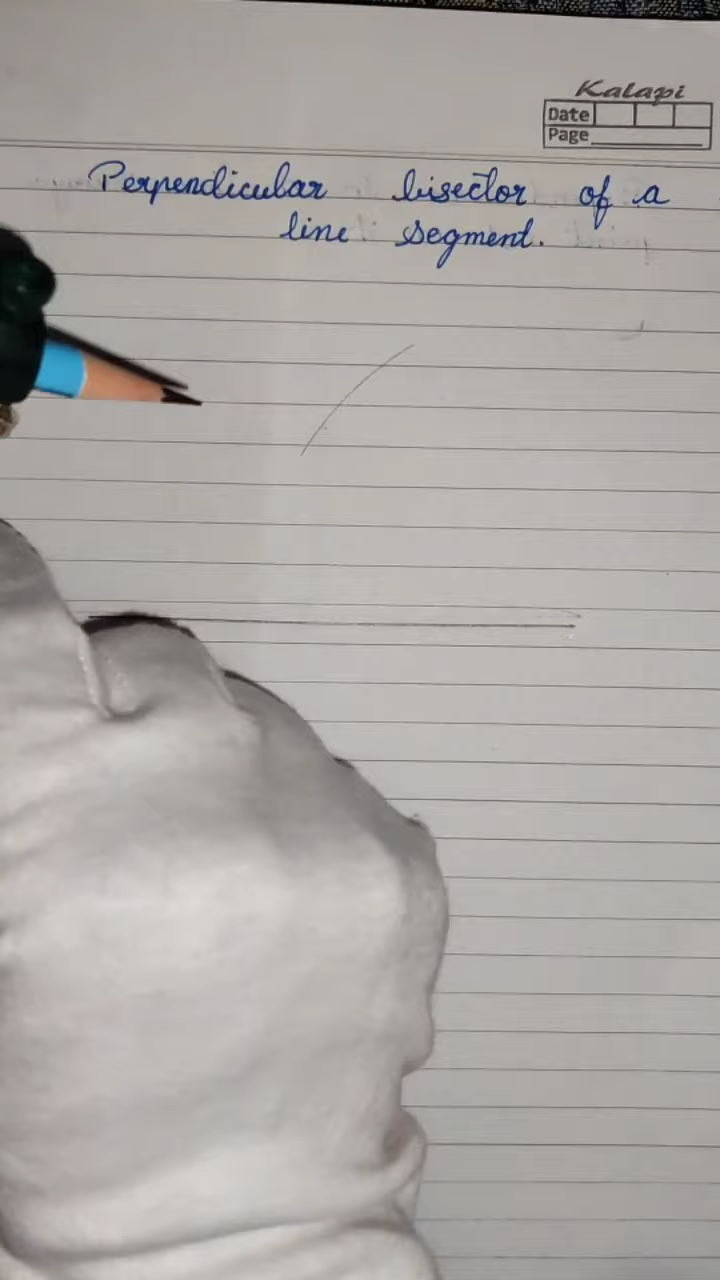 Kalapi
Date
Page
Perpendicular bisector of a
line segment.